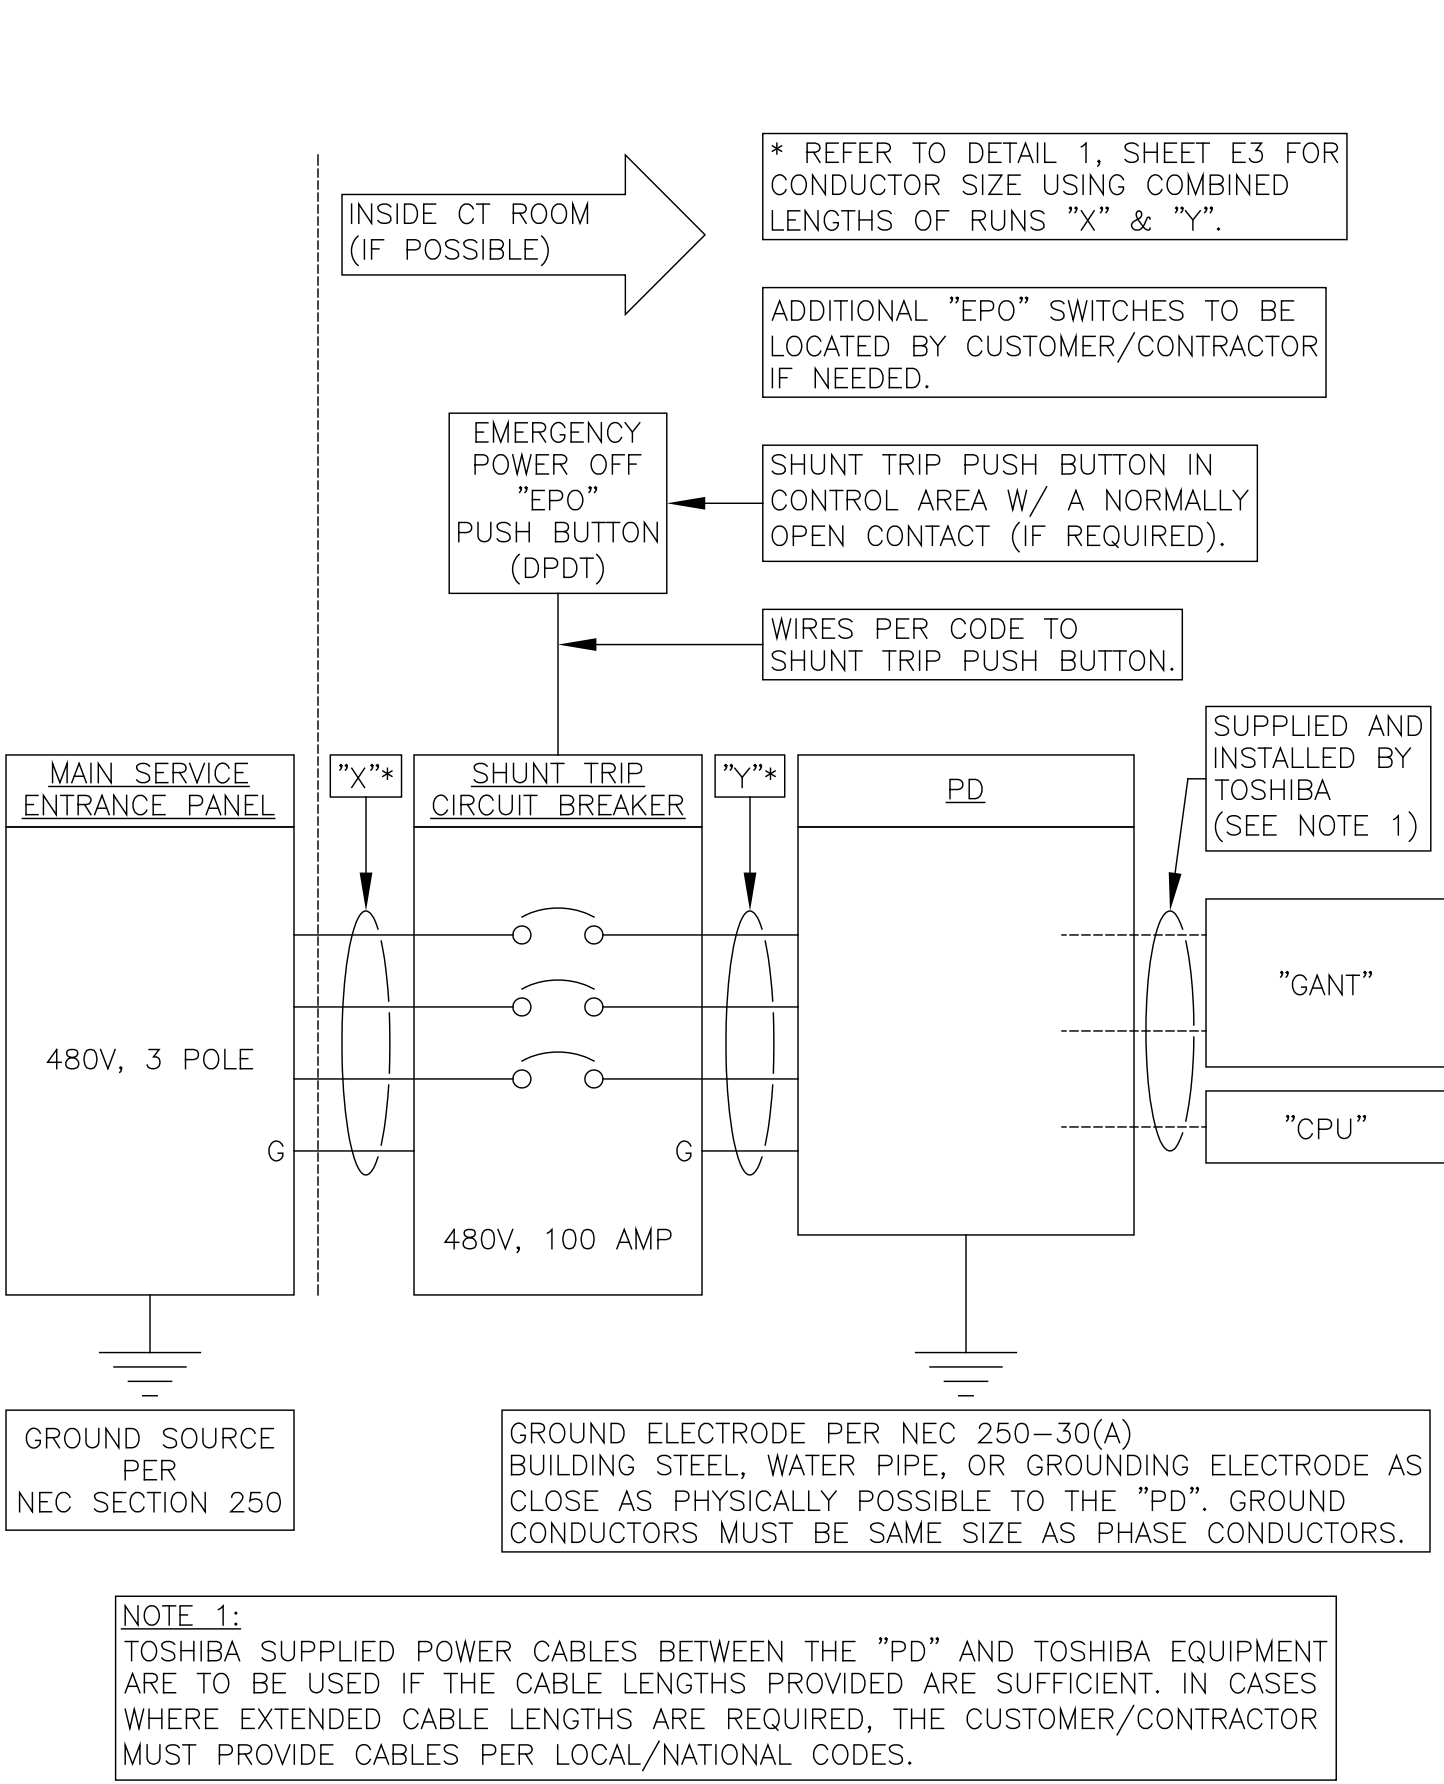 * REFER TO DETAIL 1, SHEET E3 FOR
CONDUCTOR SIZE USING COMBINED
LENGTHS OF RUNS "X" & "Y".
INSIDE CT ROOM
(IF POSSIBLE)
ADDITIONAL "EPO" SWITCHES TO BE
LOCATED BY CUSTOMER/CONTRACTOR
IF NEEDED.
EMERGENCY
POWER OFF
"EPO"
PUSH BUTTON
(DPDT)
SHUNT TRIP PUSH BUTTON IN
CONTROL AREA W/ A NORMALLY
OPEN CONTACT (IF REQUIRED).
WIRES PER CODE TO
SHUNT TRIP PUSH BUTTON.
SUPPLIED AND
INSTALLED BY
TOSHIBA
(SEE NOTE 1)
MAIN SERVICE
ENTRANCE PANEL
"X"*
SHUNT TRIP
CIRCUIT BREAKER
"Y"*
PD
"GANT"
480V, 3 POLE
"CPU"
G
G
480V, 100 AMP
GROUND SOURCE
PER
NEC SECTION 250
GROUND ELECTRODE PER NEC 250-30(A)
BUILDING STEEL, WATER PIPE, OR GROUNDING ELECTRODE AS
CLOSE AS PHYSICALLY POSSIBLE TO THE "PD". GROUND
CONDUCTORS MUST BE SAME SIZE AS PHASE CONDUCTORS.
NOTE 1:
TOSHIBA SUPPLIED POWER CABLES BETWEEN THE "PD" AND TOSHIBA EQUIPMENT
ARE TO BE USED IF THE CABLE LENGTHS PROVIDED ARE SUFFICIENT. IN CASES
WHERE EXTENDED CABLE LENGTHS ARE REQUIRED, THE CUSTOMER/CONTRACTOR
MUST PROVIDE CABLES PER LOCAL/NATIONAL CODES.